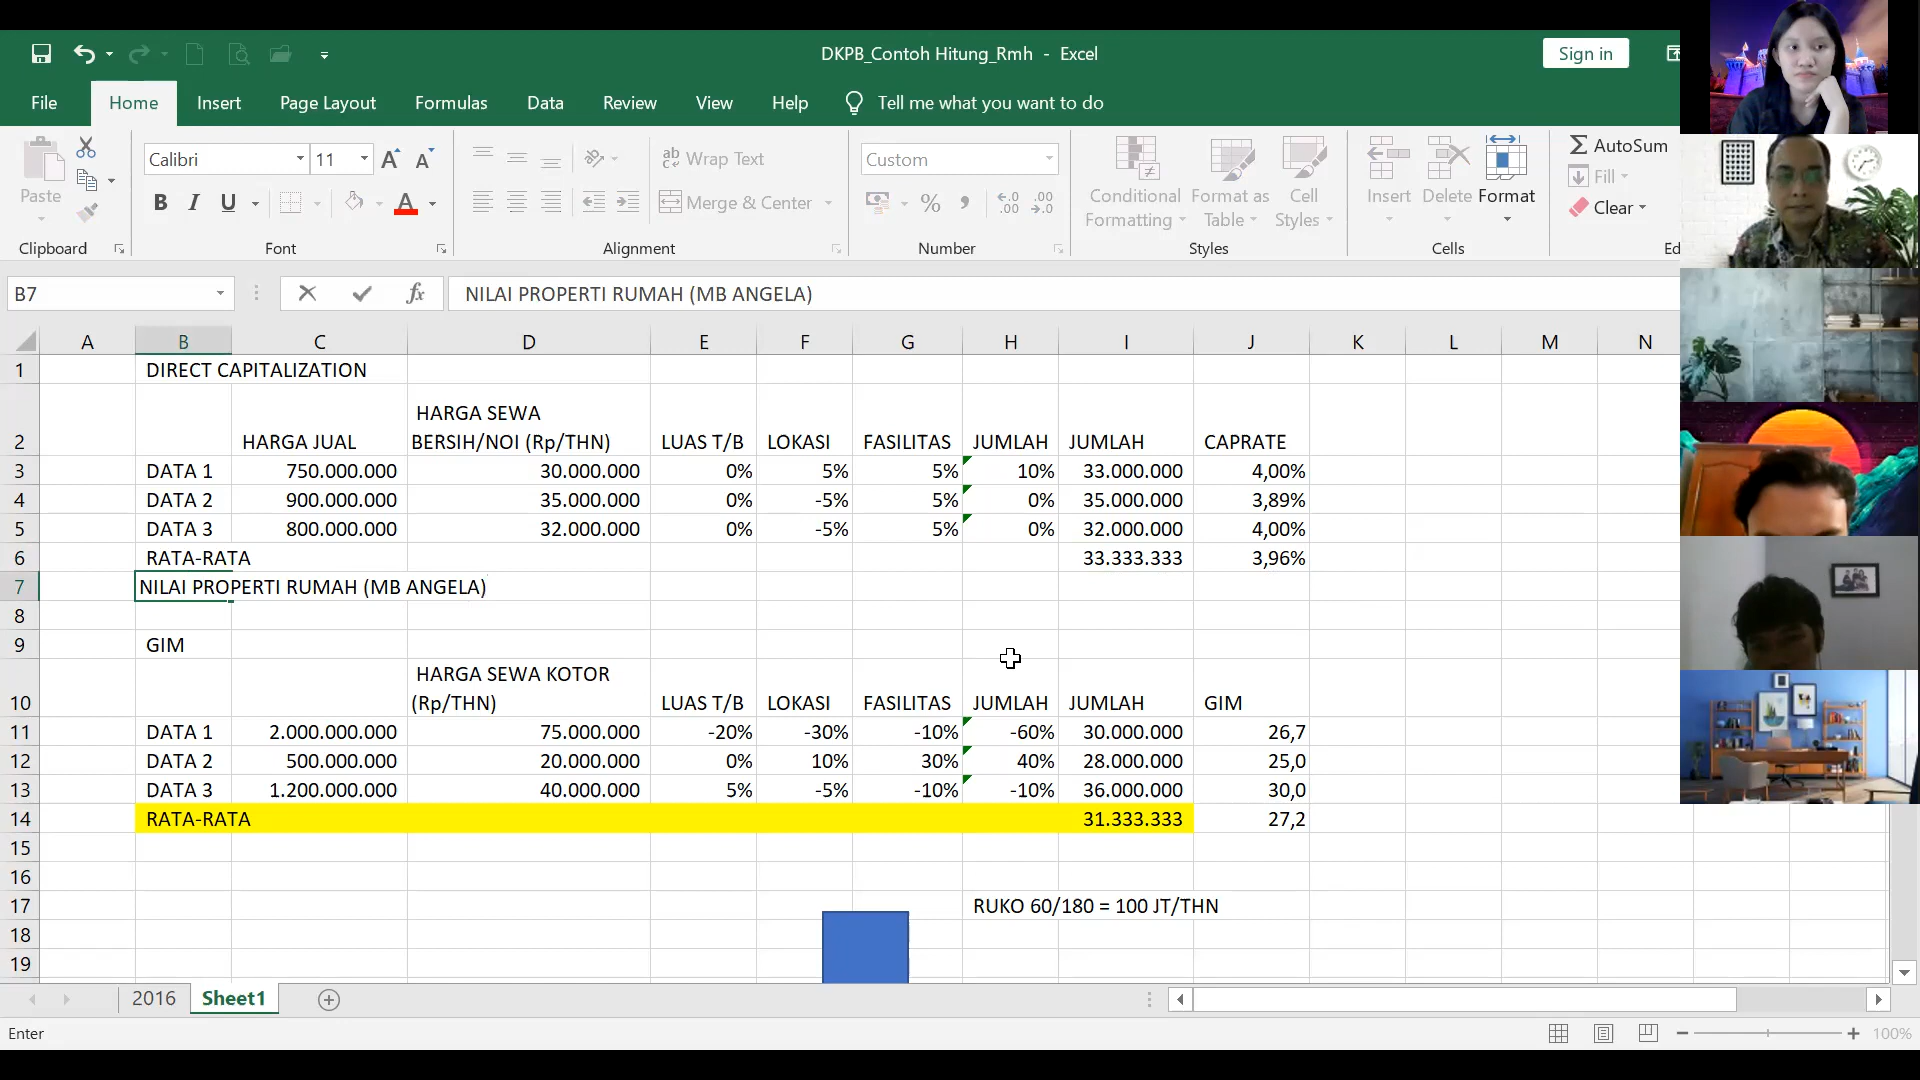 DKPB_Contoh Hitung_Rmh - Excel
Sign in
File Home Insert Page Layout Formulas Data Review View Help Tell me what you want to do
Paste
Calibri 11
Wrap Text
Merge & Center
Custom
Conditional Formatting
Format as Table
Cell Styles
Insert Delete Format
AutoSum
Fill
Clear
Clipboard Font Alignment Number Styles Cells Ed
B7 NILAI PROPERTI RUMAH (MB ANGELA)
A B C D E F G H I J K L M N
1 DIRECT CAPITALIZATION
2 HARGA JUAL HARGA SEWA BERSIH/NOI (Rp/THN) LUAS T/B LOKASI FASILITAS JUMLAH JUMLAH CAPRATE
3 DATA 1 750.000.000 30.000.000 0% 5% 5% 10% 33.000.000 4,00%
4 DATA 2 900.000.000 35.000.000 0% -5% 5% 0% 35.000.000 3,89%
5 DATA 3 800.000.000 32.000.000 0% -5% 5% 0% 32.000.000 4,00%
6 RATA-RATA 33.333.333 3,96%
7 NILAI PROPERTI RUMAH (MB ANGELA)
8
9 GIM
10 HARGA SEWA KOTOR (Rp/THN) LUAS T/B LOKASI FASILITAS JUMLAH JUMLAH GIM
11 DATA 1 2.000.000.000 75.000.000 -20% -30% -10% -60% 30.000.000 26,7
12 DATA 2 500.000.000 20.000.000 0% 10% 30% 40% 28.000.000 25,0
13 DATA 3 1.200.000.000 40.000.000 5% -5% -10% -10% 36.000.000 30,0
14 RATA-RATA 31.333.333 27,2
15
16
17 RUKO 60/180 = 100 JT/THN
18
19
2016 Sheet1
Enter
100%